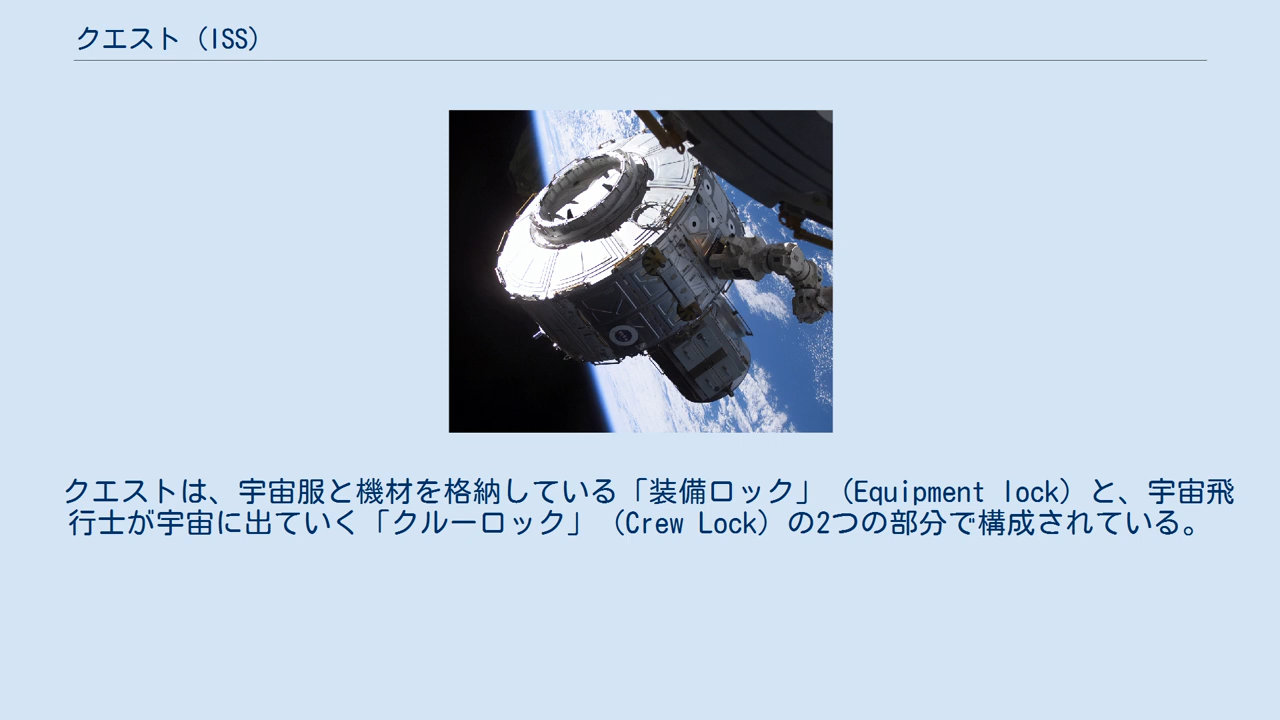 クエスト（ISS）
クエストは、宇宙服と機材を格納している「装備ロック」（Equipment lock）と、宇宙飛
行士が宇宙に出ていく「クルーロック」（Crew Lock）の2つの部分で構成されている。